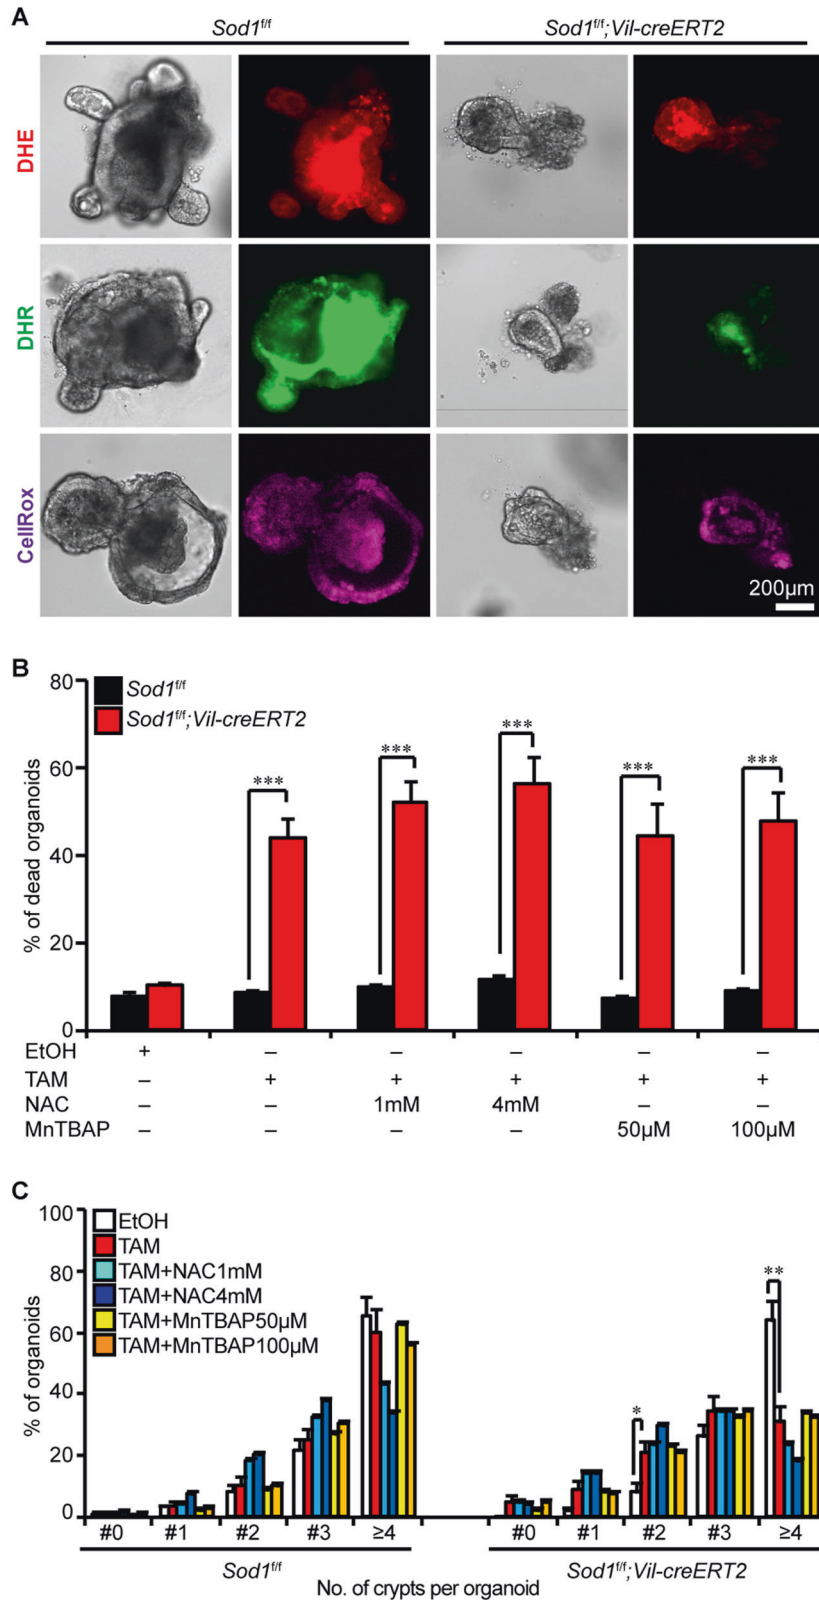 A
Sod1f/f
Sod1f/f;Vil-creERT2
DHE
DHR
CellRox
200µm
B
% of dead organoids
80
60
40
20
0
Sod1f/f
Sod1f/f;Vil-creERT2
*** *** *** *** ***
EtOH + – – – – –
TAM – + + + + +
NAC – – 1mM 4mM – –
MnTBAP – – – – 50µM 100µM
C
% of organoids
100
80
60
40
20
0
EtOH
TAM
TAM+NAC1mM
TAM+NAC4mM
TAM+MnTBAP50µM
TAM+MnTBAP100µM
* **
#0 #1 #2 #3 ≥4 #0 #1 #2 #3 ≥4
Sod1f/f Sod1f/f;Vil-creERT2
No. of crypts per organoid